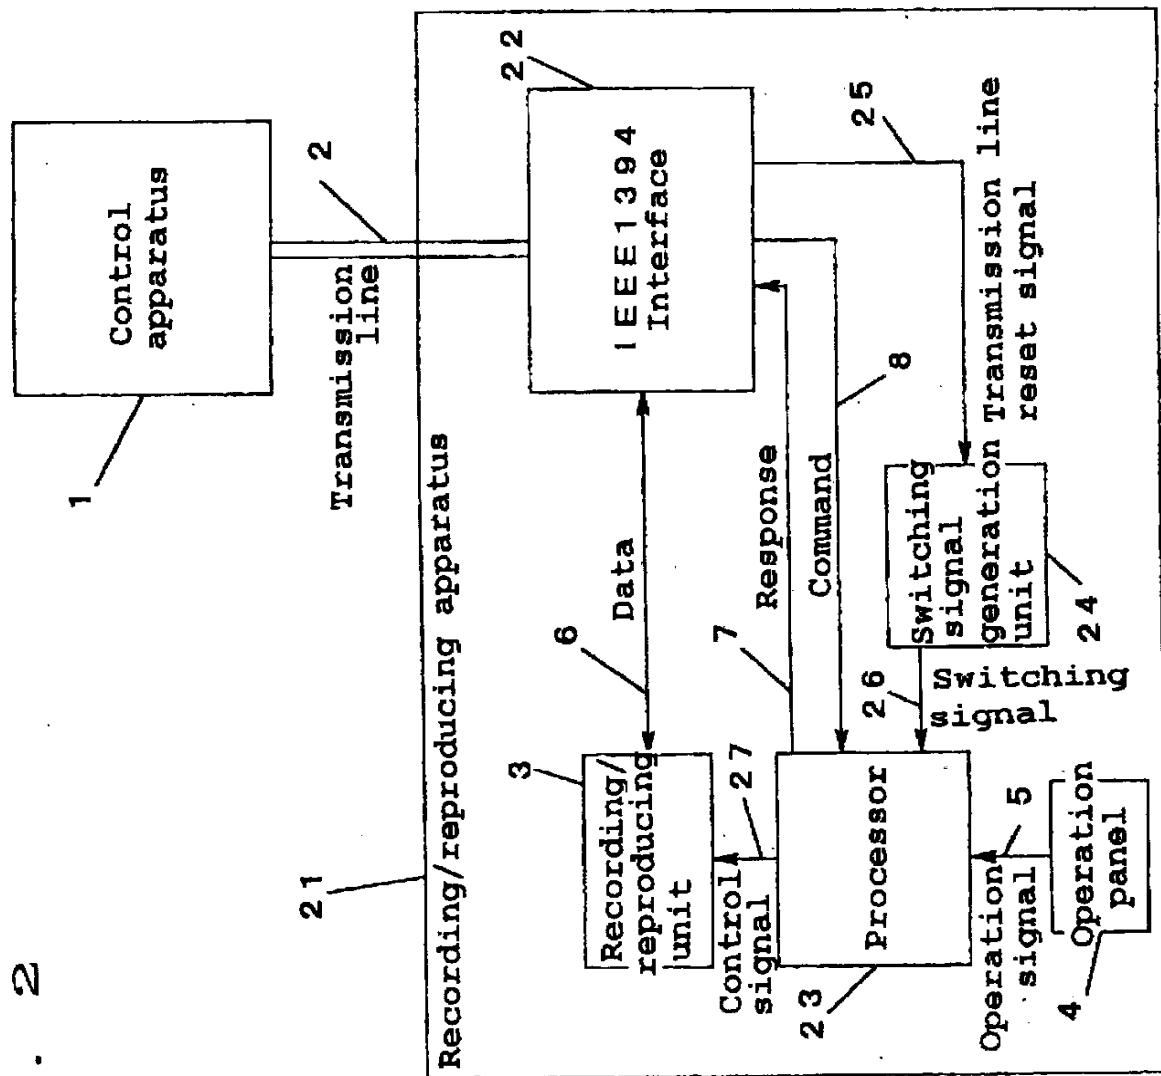 . 2
21
Recording/reproducing apparatus
1
Control
apparatus
Transmission
line
2
3
Recording/
reproducing
unit
6
Data
IEEE1394
Interface
22
Control
signal
27
7
Response
Command
8
23
Processor
26
Switching
signal
Switching
signal
generation
unit
24
25
Transmission line
reset signal
Operation
signal
5
Operation
panel
4